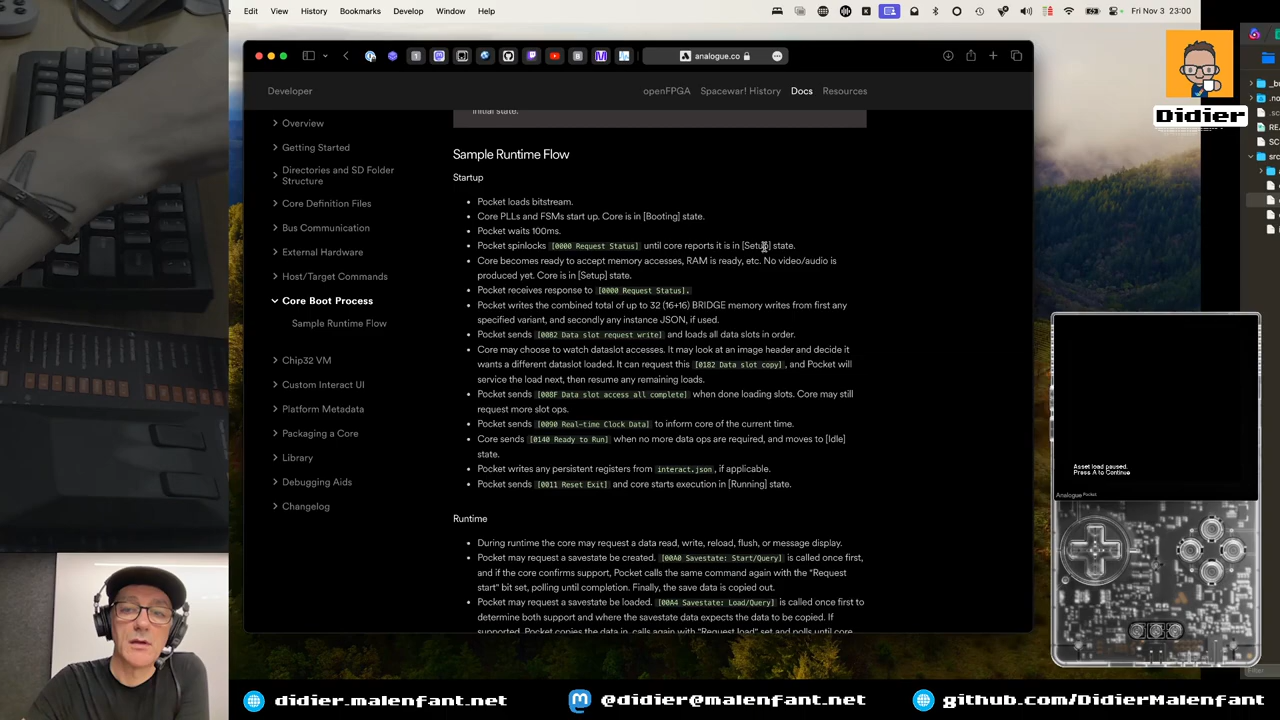 Edit View History Bookmarks Develop Window Help
Fri Nov 3 23:00
analogue.co
Developer
openFPGA Spacewar! History Docs Resources
Overview
Getting Started
Directories and SD Folder
Structure
Core Definition Files
Bus Communication
External Hardware
Host/Target Commands
Core Boot Process
Sample Runtime Flow
Chip32 VM
Custom Interact UI
Platform Metadata
Packaging a Core
Library
Debugging Aids
Changelog
initial state.
Sample Runtime Flow
Startup
Pocket loads bitstream.
Core PLLs and FSMs start up. Core is in [Booting] state.
Pocket waits 100ms.
Pocket spinlocks [0000 Request Status] until core reports it is in [Setup] state.
Core becomes ready to accept memory accesses, RAM is ready, etc. No video/audio is
produced yet. Core is in [Setup] state.
Pocket receives response to [0000 Request Status].
Pocket writes the combined total of up to 32 (16+16) BRIDGE memory writes from first any
specified variant, and secondly any instance JSON, if used.
Pocket sends [0082 Data slot request write] and loads all data slots in order.
Core may choose to watch dataslot accesses. It may look at an image header and decide it
wants a different dataslot loaded. It can request this [0182 Data slot copy], and Pocket will
service the load next, then resume any remaining loads.
Pocket sends [008F Data slot access all complete] when done loading slots. Core may still
request more slot ops.
Pocket sends [0090 Real-time Clock Data] to inform core of the current time.
Core sends [0140 Ready to Run] when no more data ops are required, and moves to [Idle]
state.
Pocket writes any persistent registers from interact.json, if applicable.
Pocket sends [0011 Reset Exit] and core starts execution in [Running] state.
Runtime
During runtime the core may request a data read, write, reload, flush, or message display.
Pocket may request a savestate be created. [00A0 Savestate: Start/Query] is called once first,
and if the core confirms support, Pocket calls the same command again with the "Request
start" bit set, polling until completion. Finally, the save data is copied out.
Pocket may request a savestate be loaded. [00A4 Savestate: Load/Query] is called once first to
determine both support and where the savestate data expects the data to be copied. If
supported, Pocket copies the data in, calls again with "Request load" set and polls until core
Didier
Asset load paused.
Press A to Continue
Analogue Pocket
didier.malenfant.net
@didier@malenfant.net
github.com/DidierMalenfant